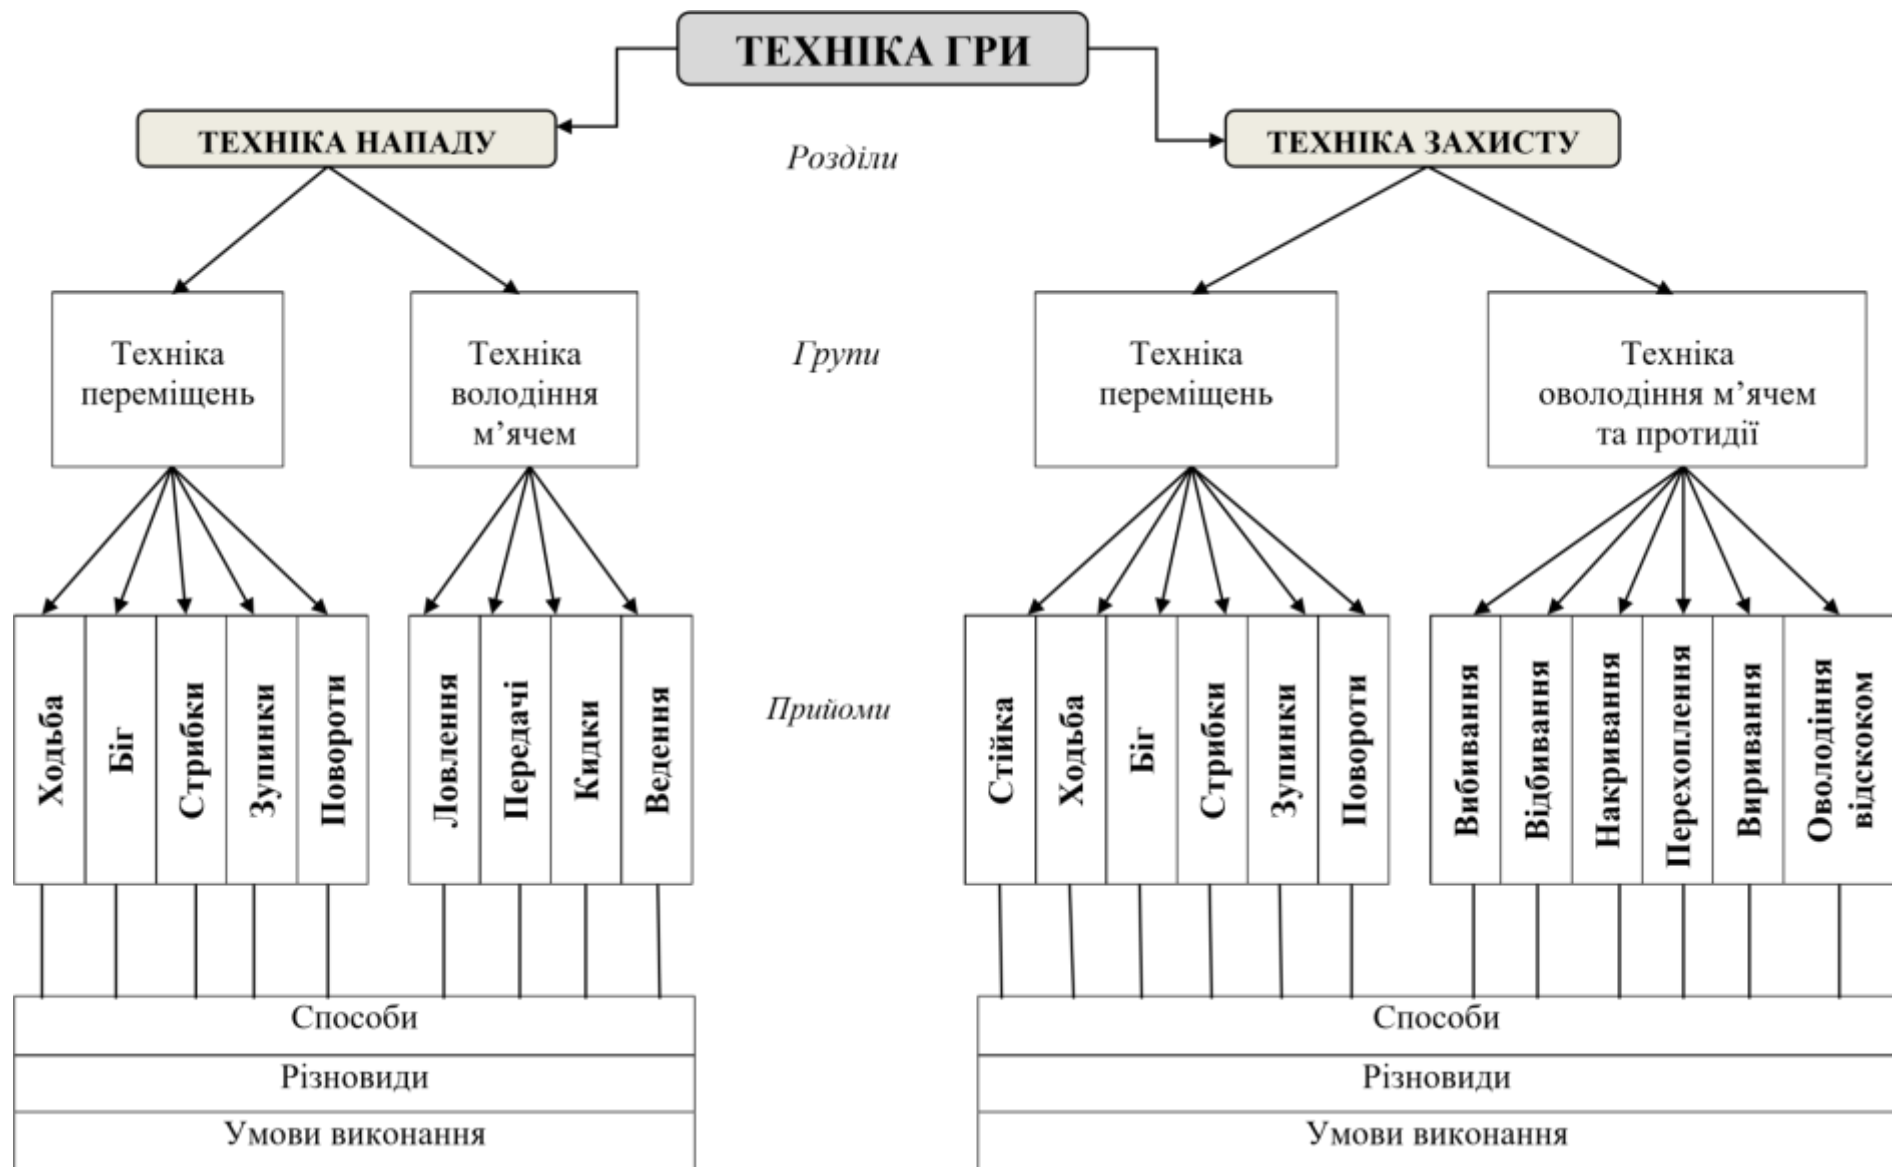 ТЕХНІКА ГРИ
ТЕХНІКА НАПАДУ
Розділи
ТЕХНІКА ЗАХИСТУ
Техніка
переміщень
Техніка
володіння
м’ячем
Групи
Техніка
переміщень
Техніка
оволодіння м’ячем
та протидії
Ходьба
Біг
Стрибки
Зупинки
Повороти
Ловлення
Передачі
Кидки
Ведення
Прийоми
Стійка
Ходьба
Біг
Стрибки
Зупинки
Повороти
Вибивання
Відбивання
Накривання
Перехоплення
Виривання
Оволодіння
відскоком
Способи
Різновиди
Умови виконання
Способи
Різновиди
Умови виконання